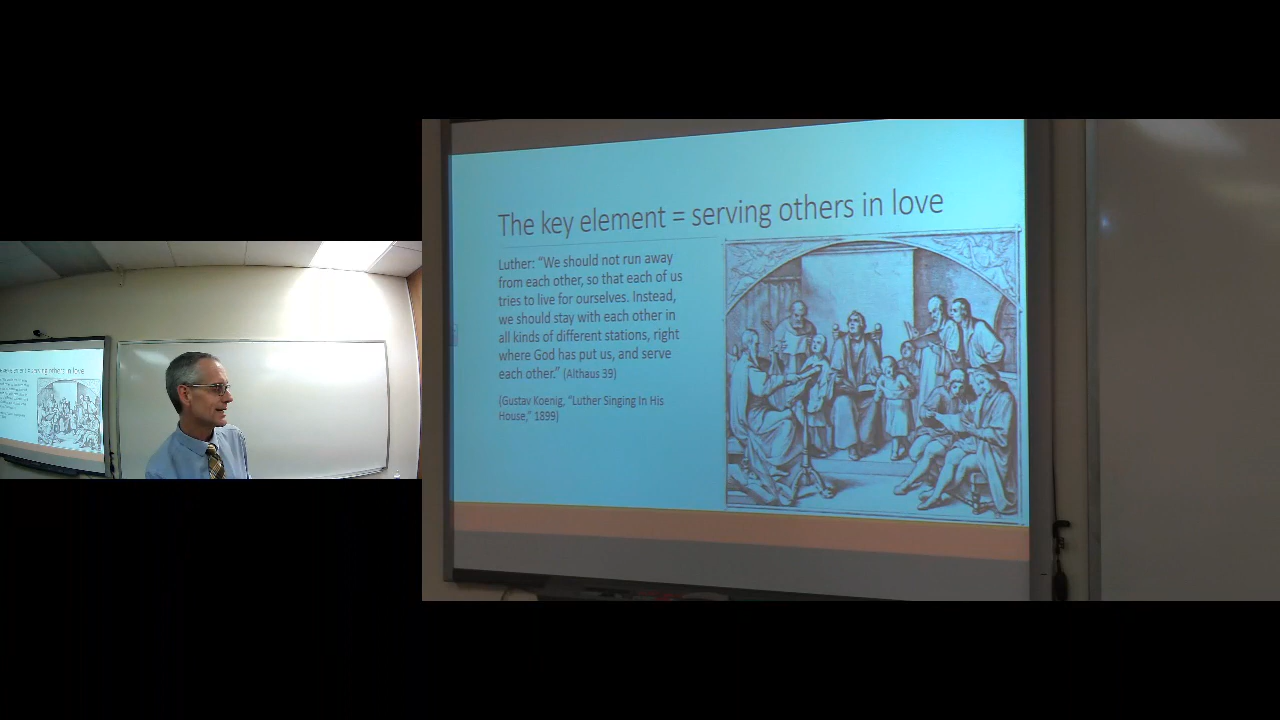 The key element = serving others in love
Luther: “We should not run away
from each other, so that each of us
tries to live for ourselves. Instead,
we should stay with each other in
all kinds of different stations, right
where God has put us, and serve
each other.” (Althaus 39)
(Gustav Koenig, “Luther Singing In His
House,” 1899)